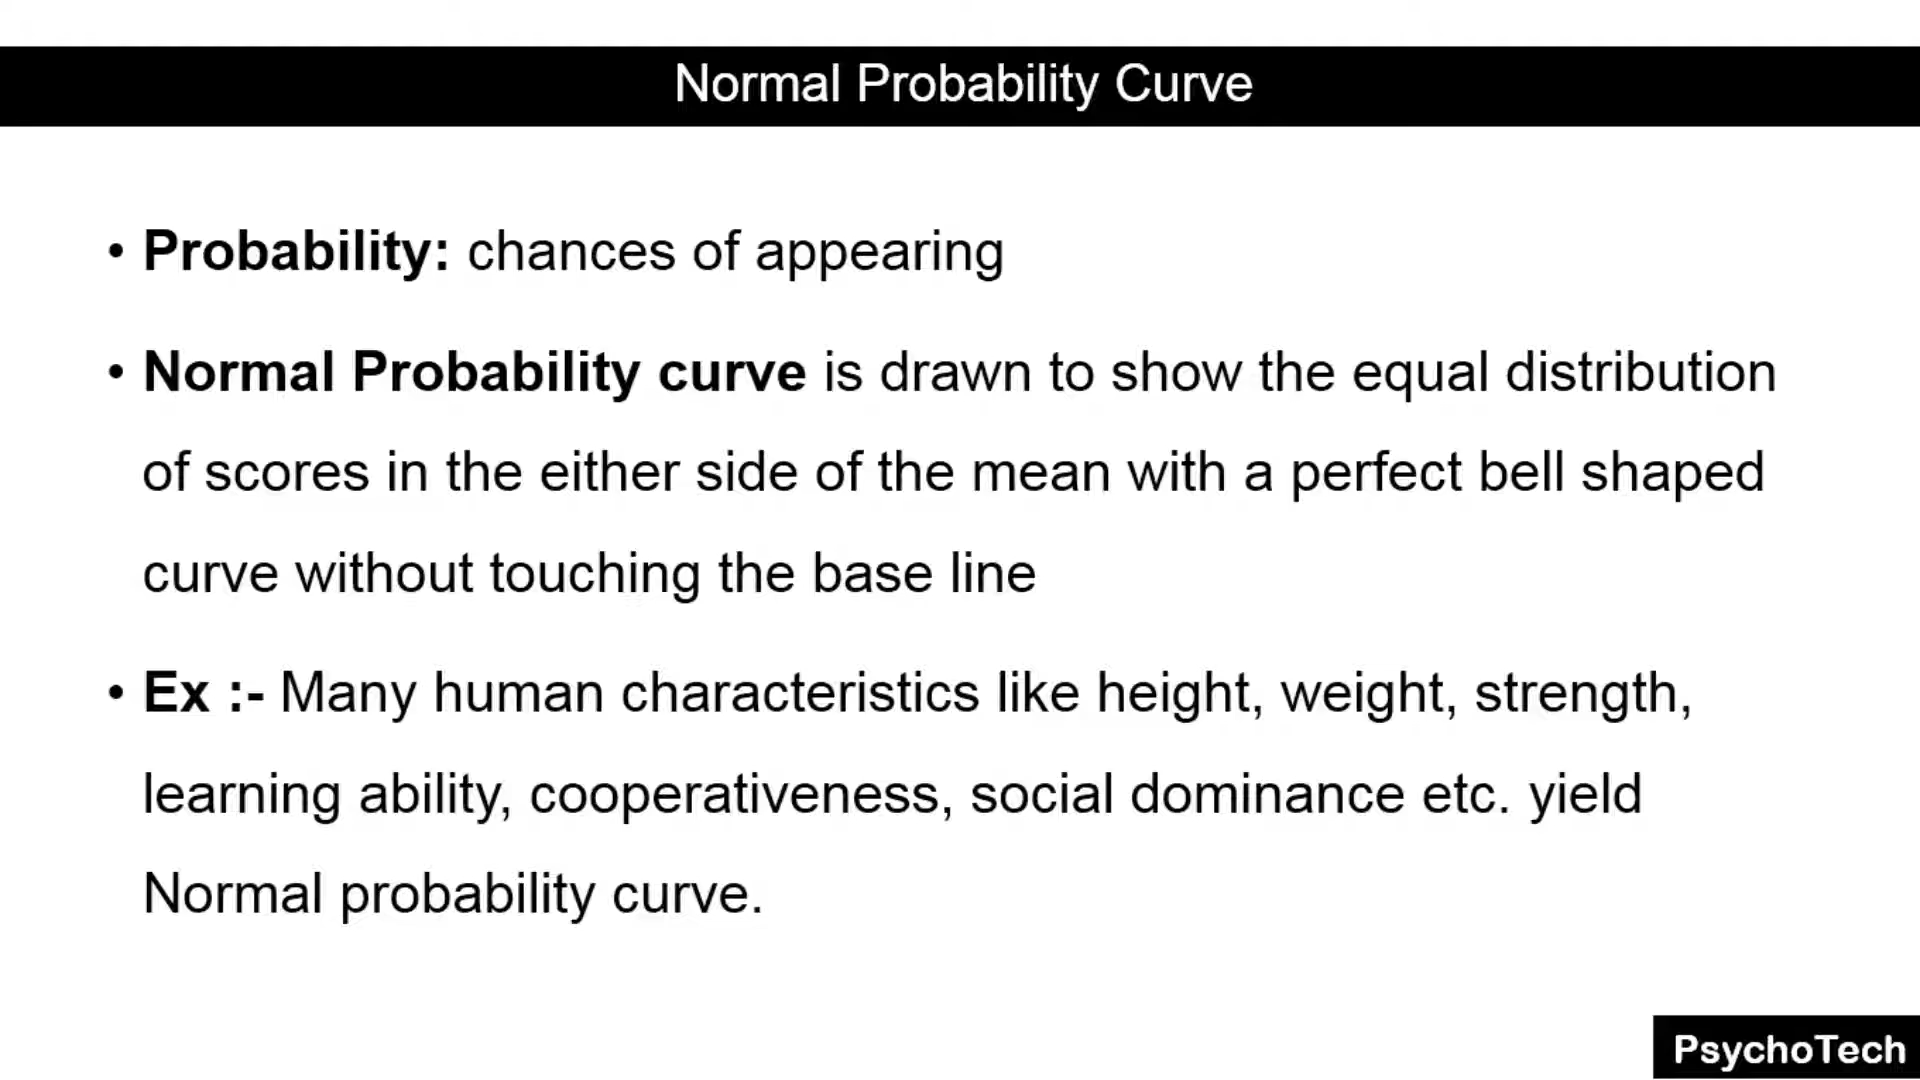 Normal Probability Curve
• Probability: chances of appearing
• Normal Probability curve is drawn to show the equal distribution
of scores in the either side of the mean with a perfect bell shaped
curve without touching the base line
• Ex :- Many human characteristics like height, weight, strength,
learning ability, cooperativeness, social dominance etc. yield
Normal probability curve.
PsychoTech